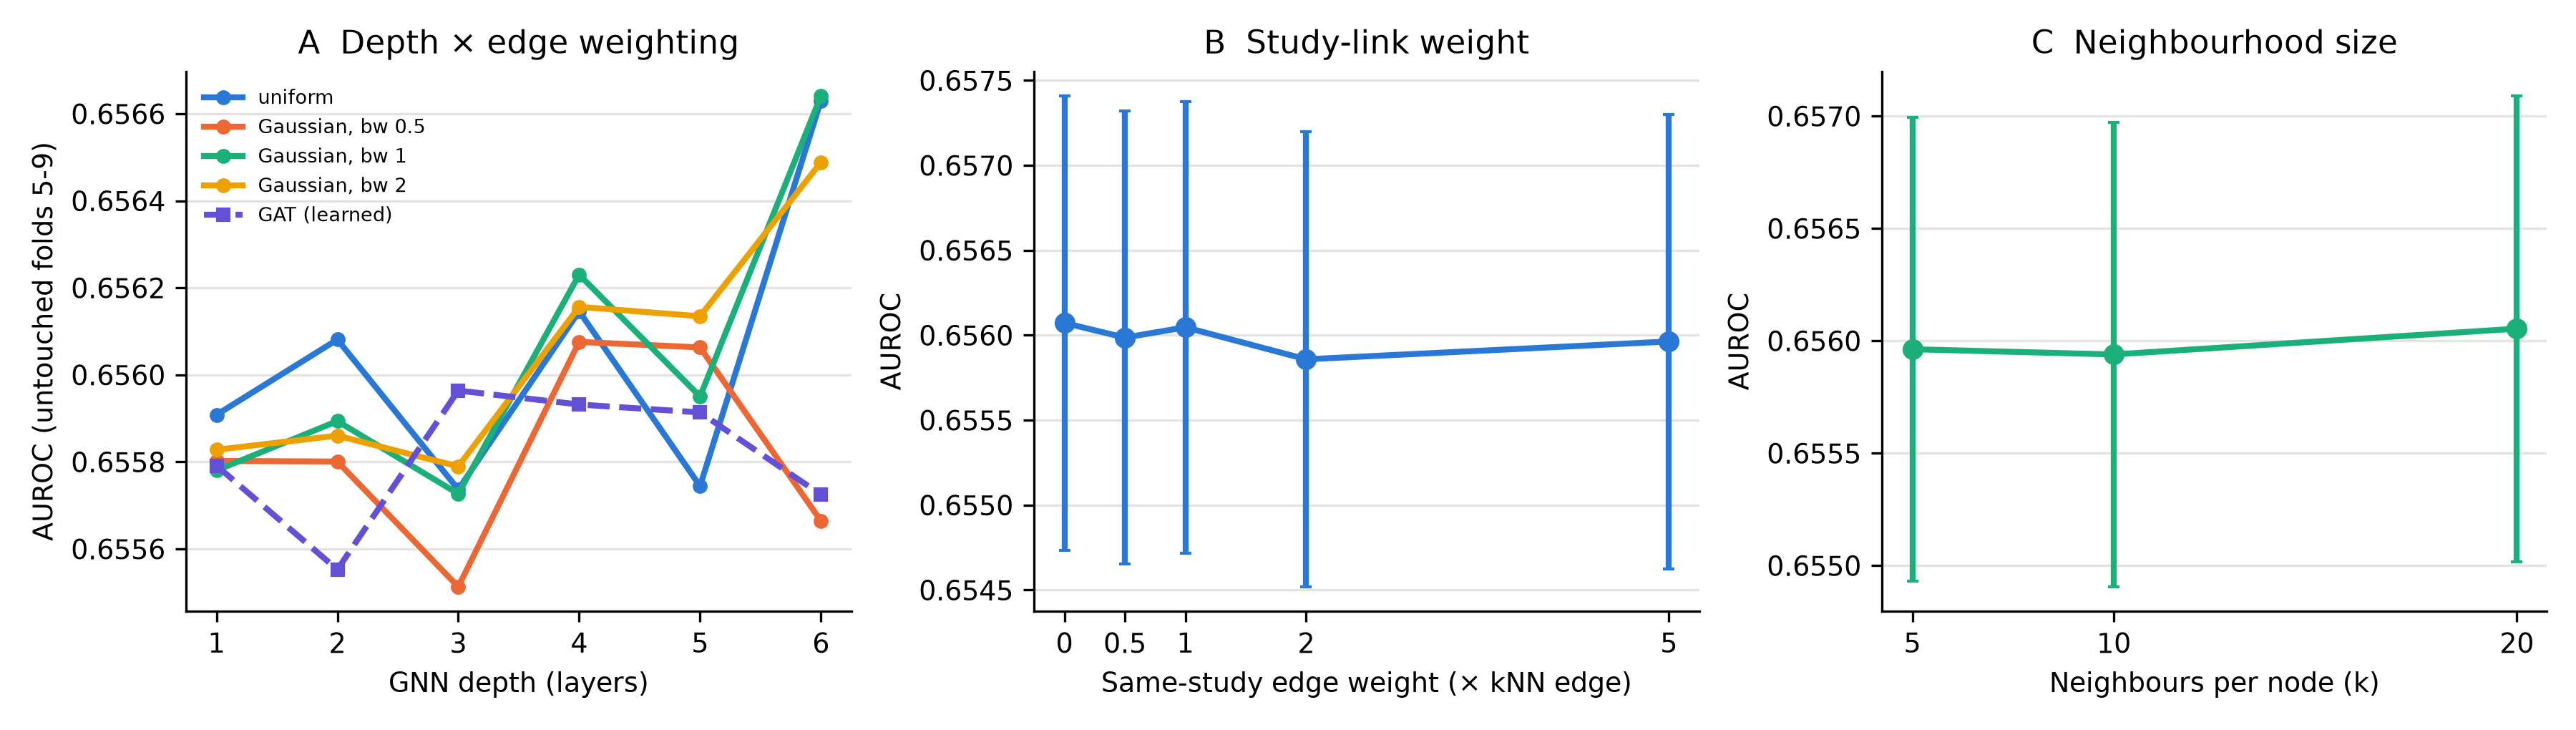 A  Depth × edge weighting
AUROC (untouched folds 5-9)
0.6566
0.6564
0.6562
0.6560
0.6558
0.6556
uniform
Gaussian, bw 0.5
Gaussian, bw 1
Gaussian, bw 2
GAT (learned)
1 2 3 4 5 6
GNN depth (layers)
B  Study-link weight
AUROC
0.6575
0.6570
0.6565
0.6560
0.6555
0.6550
0.6545
0 0.5 1 2 5
Same-study edge weight (× kNN edge)
C  Neighbourhood size
AUROC
0.6570
0.6565
0.6560
0.6555
0.6550
5 10 20
Neighbours per node (k)